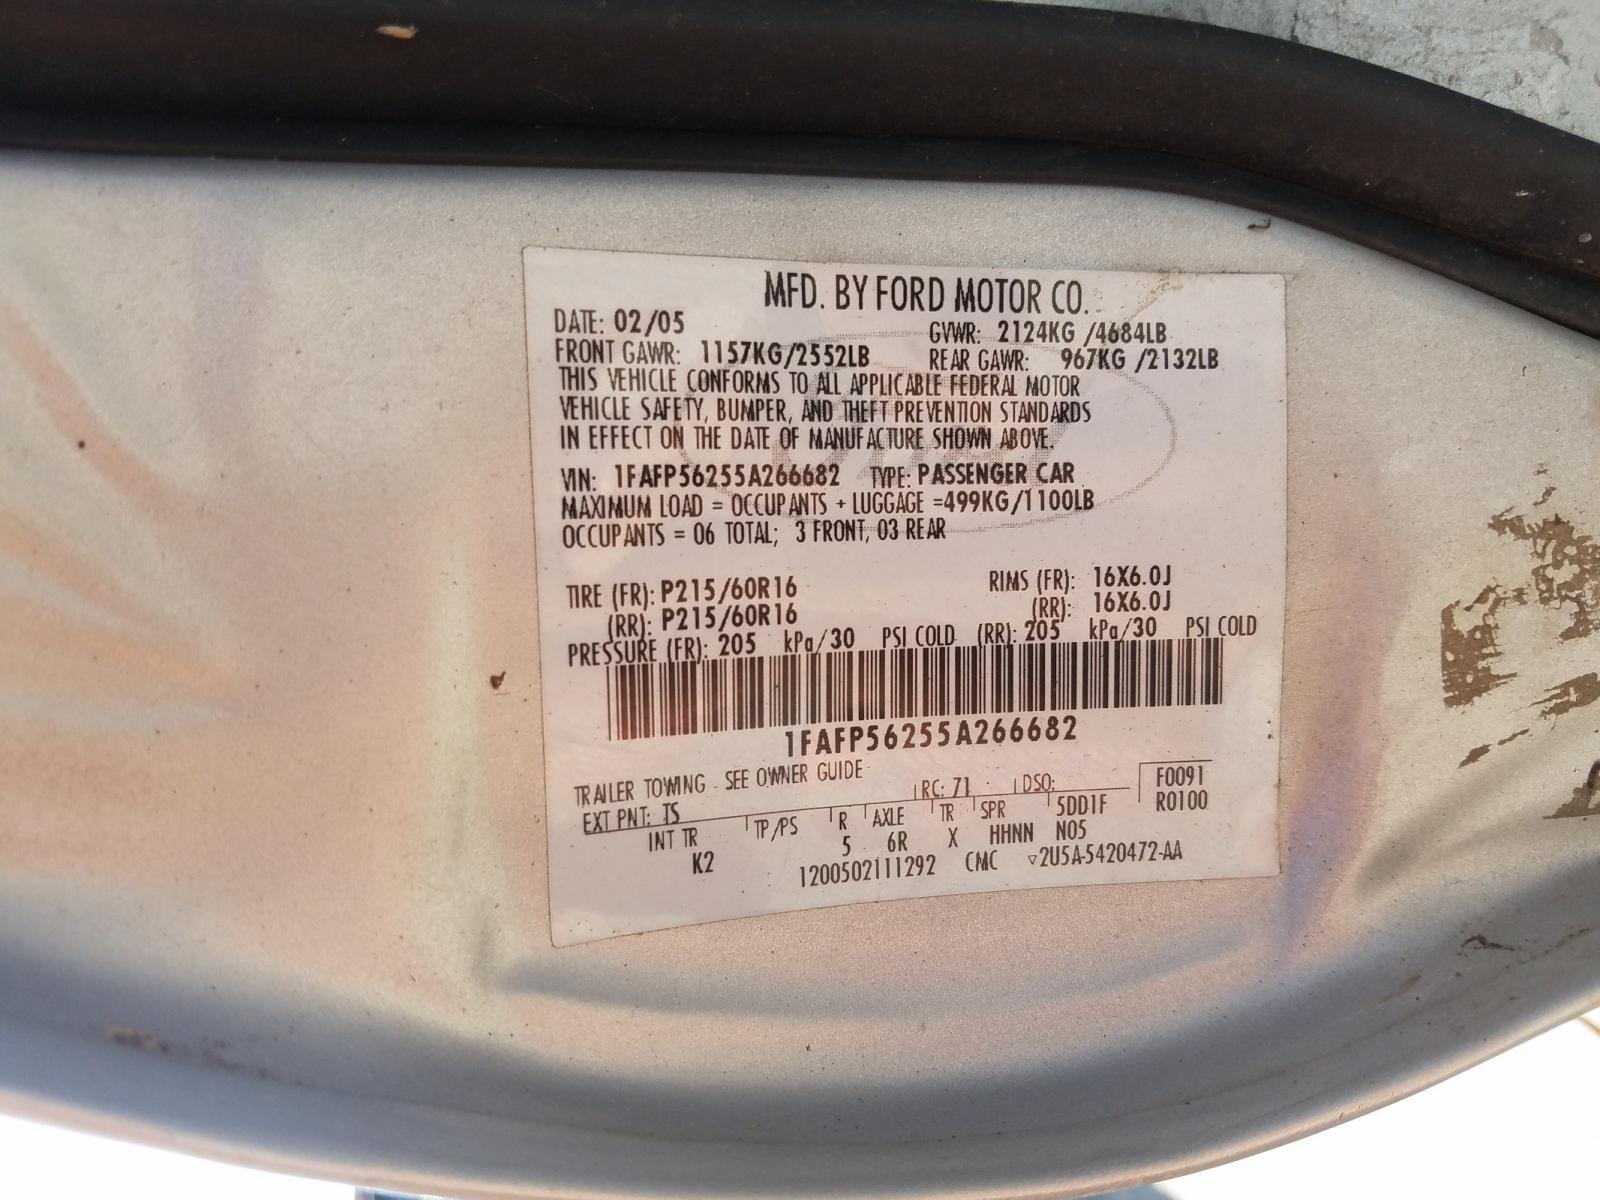 MFD. BY FORD MOTOR CO.
DATE: 02/05 GVWR: 2124KG /4684LB
FRONT GAWR: 1157KG/2552LB REAR GAWR: 967KG /2132LB
THIS VEHICLE CONFORMS TO ALL APPLICABLE FEDERAL MOTOR
VEHICLE SAFETY, BUMPER, AND THEFT PREVENTION STANDARDS
IN EFFECT ON THE DATE OF MANUFACTURE SHOWN ABOVE.
VIN: 1FAFP56255A266682 TYPE: PASSENGER CAR
MAXIMUM LOAD = OCCUPANTS + LUGGAGE =499KG/1100LB
OCCUPANTS = 06 TOTAL; 3 FRONT, 03 REAR
TIRE (FR): P215/60R16 RIMS (FR): 16X6.0J
(RR): P215/60R16 (RR): 16X6.0J
PRESSURE (FR): 205 kPa/30 PSI COLD (RR): 205 kPa/30 PSI COLD
1FAFP56255A266682
TRAILER TOWING - SEE OWNER GUIDE
EXT PNT: TS RC: 71 DSO: F0091
INT TR TP/PS R AXLE TR SPR 5DD1F R0100
K2 5 6R X HHNN N05
1200502111292 CMC ▽2U5A-5420472-AA